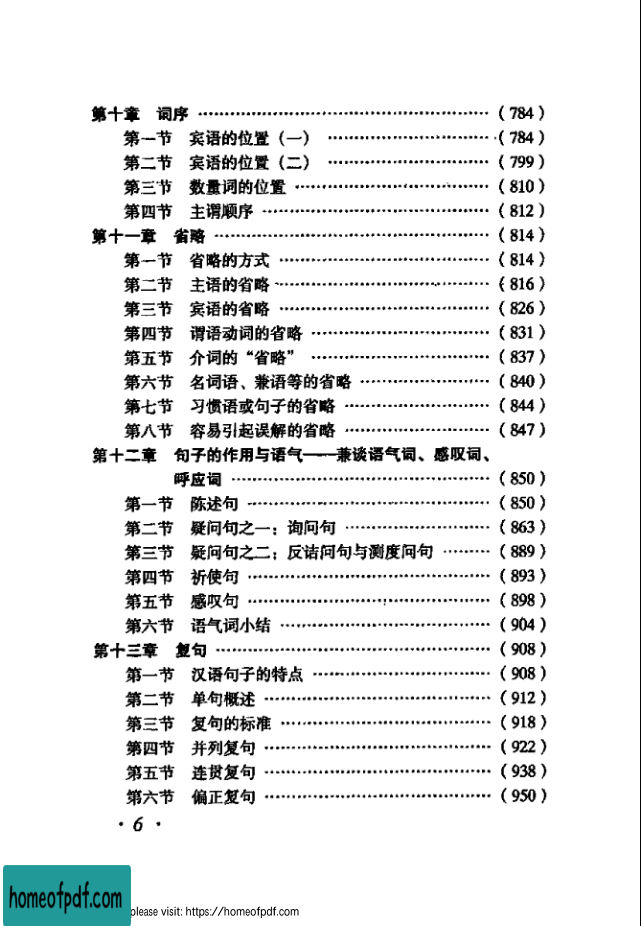 第十章 词序 …………………………………………… (784)
第一节 宾语的位置 (一) ………………………… (784)
第二节 宾语的位置 (二) ………………………… (799)
第三节 数量词的位置 ……………………………… (810)
第四节 主谓顺序 …………………………………… (812)
第十一章 省略 ………………………………………… (814)
第一节 省略的方式 ………………………………… (814)
第二节 主语的省略 ………………………………… (816)
第三节 宾语的省略 ………………………………… (826)
第四节 谓语动词的省略 …………………………… (831)
第五节 介词的“省略” …………………………… (837)
第六节 名词语、兼语等的省略 …………………… (840)
第七节 习惯语或句子的省略 ……………………… (844)
第八节 容易引起误解的省略 ……………………… (847)
第十二章 句子的作用与语气——兼谈语气词、感叹词、
呼应词 ……………………………………… (850)
第一节 陈述句 ……………………………………… (850)
第二节 疑问句之一：询问句 ……………………… (863)
第三节 疑问句之二：反诘问句与测度问句 ……… (889)
第四节 祈使句 ……………………………………… (893)
第五节 感叹句 ……………………………………… (898)
第六节 语气词小结 ………………………………… (904)
第十三章 复句 ………………………………………… (908)
第一节 汉语句子的特点 …………………………… (908)
第二节 单句概述 …………………………………… (912)
第三节 复句的标准 ………………………………… (918)
第四节 并列复句 …………………………………… (922)
第五节 连贯复句 …………………………………… (938)
第六节 偏正复句 …………………………………… (950)
· 6 ·
homeofpdf.com
please visit: https://homeofpdf.com